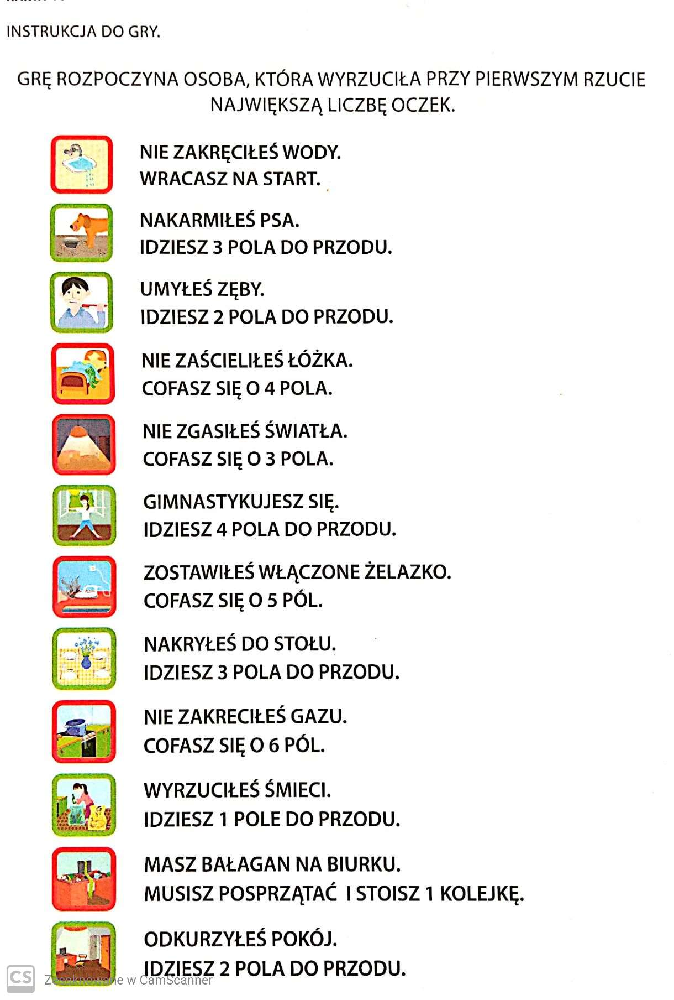 INSTRUKCJA DO GRY.
GRĘ ROZPOCZYNA OSOBA, KTÓRA WYRZUCIŁA PRZY PIERWSZYM RZUCIE
NAJWIĘKSZĄ LICZBĘ OCZEK.
NIE ZAKRĘCIŁEŚ WODY.
WRACASZ NA START.
NAKARMIŁEŚ PSA.
IDZIESZ 3 POLA DO PRZODU.
UMYŁEŚ ZĘBY.
IDZIESZ 2 POLA DO PRZODU.
NIE ZAŚCIELIŁEŚ ŁÓŻKA.
COFASZ SIĘ O 4 POLA.
NIE ZGASIŁEŚ ŚWIATŁA.
COFASZ SIĘ O 3 POLA.
GIMNASTYKUJESZ SIĘ.
IDZIESZ 4 POLA DO PRZODU.
ZOSTAWIŁEŚ WŁĄCZONE ŻELAZKO.
COFASZ SIĘ O 5 PÓL.
NAKRYŁEŚ DO STOŁU.
IDZIESZ 3 POLA DO PRZODU.
NIE ZAKRECIŁEŚ GAZU.
COFASZ SIĘ O 6 PÓL.
WYRZUCIŁEŚ ŚMIECI.
IDZIESZ 1 POLE DO PRZODU.
MASZ BAŁAGAN NA BIURKU.
MUSISZ POSPRZĄTAĆ I STOISZ 1 KOLEJKĘ.
ODKURZYŁEŚ POKÓJ.
IDZIESZ 2 POLA DO PRZODU.
CS Zeskanowane w CamScanner